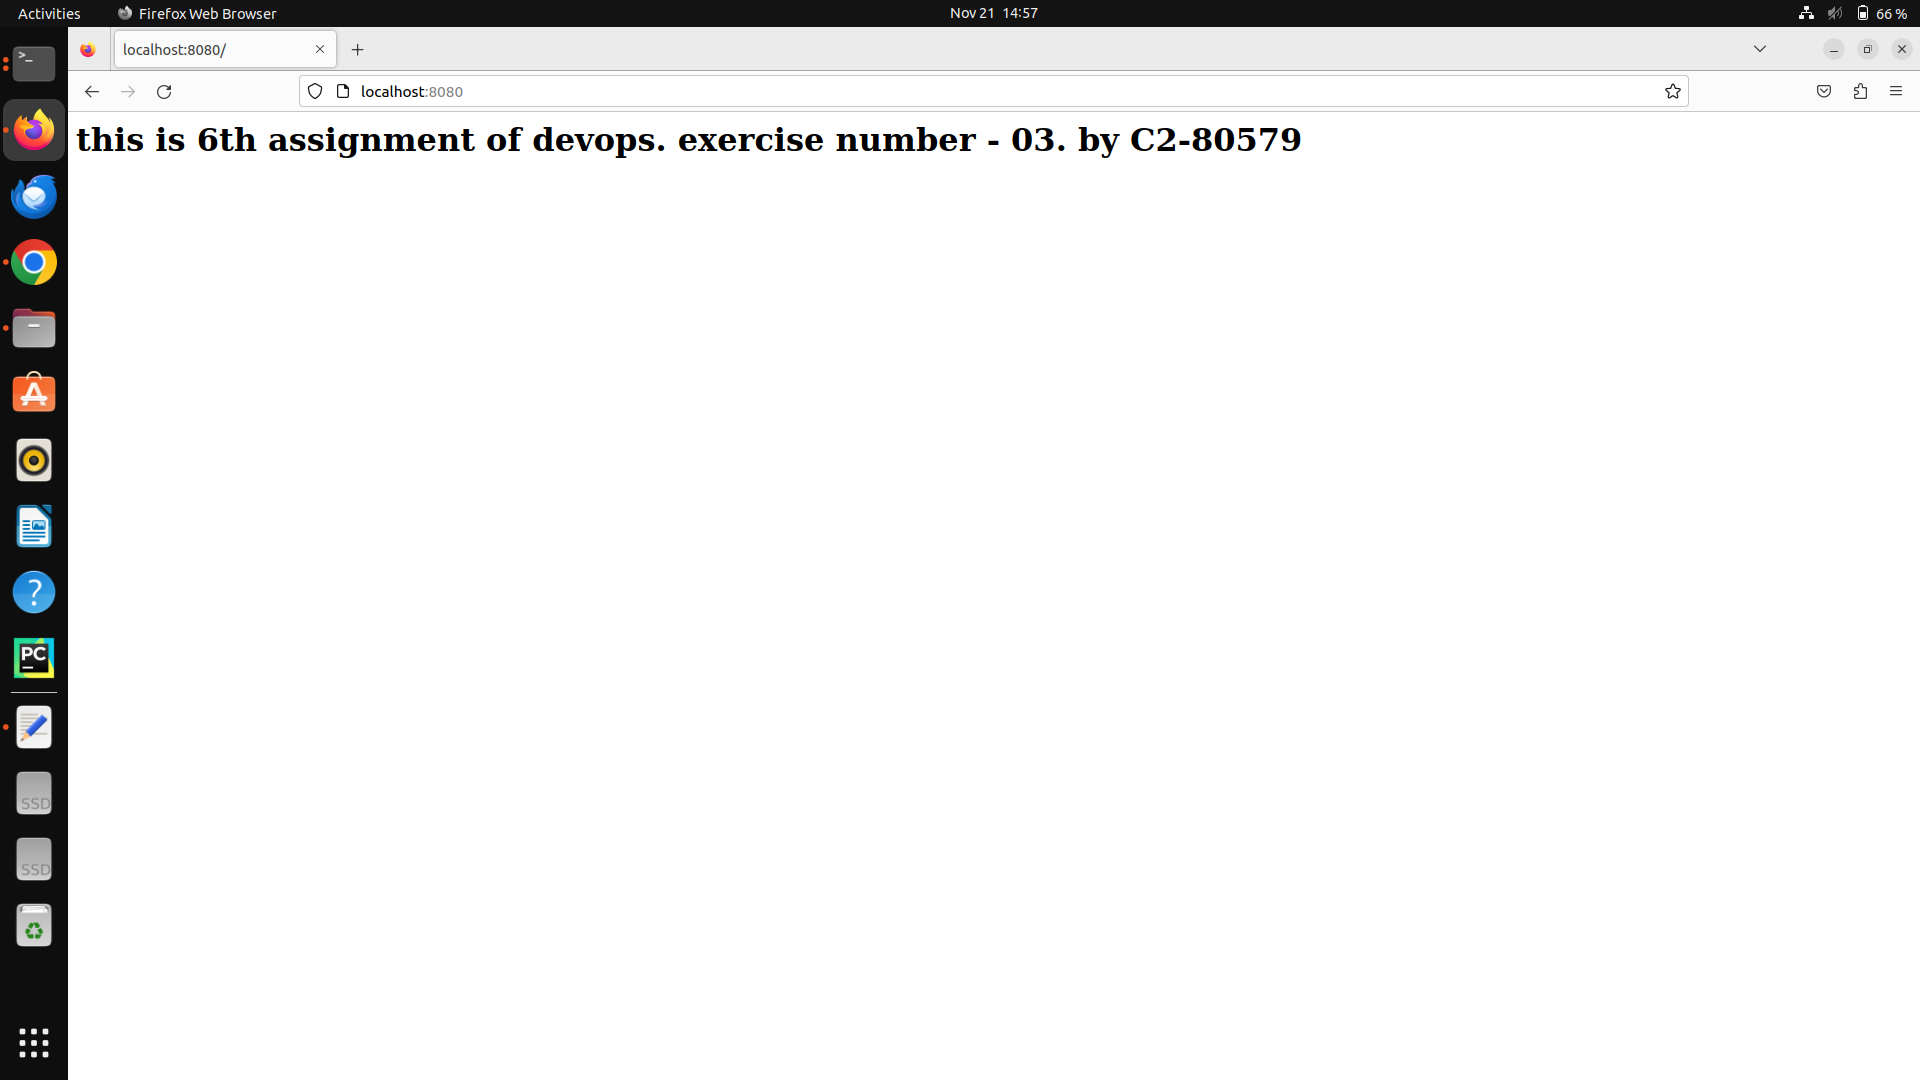 Activities
Firefox Web Browser
Nov 21 14:57
66 %
localhost:8080/
localhost:8080
this is 6th assignment of devops. exercise number - 03. by C2-80579
>_
A
?
PC
SSD
SSD